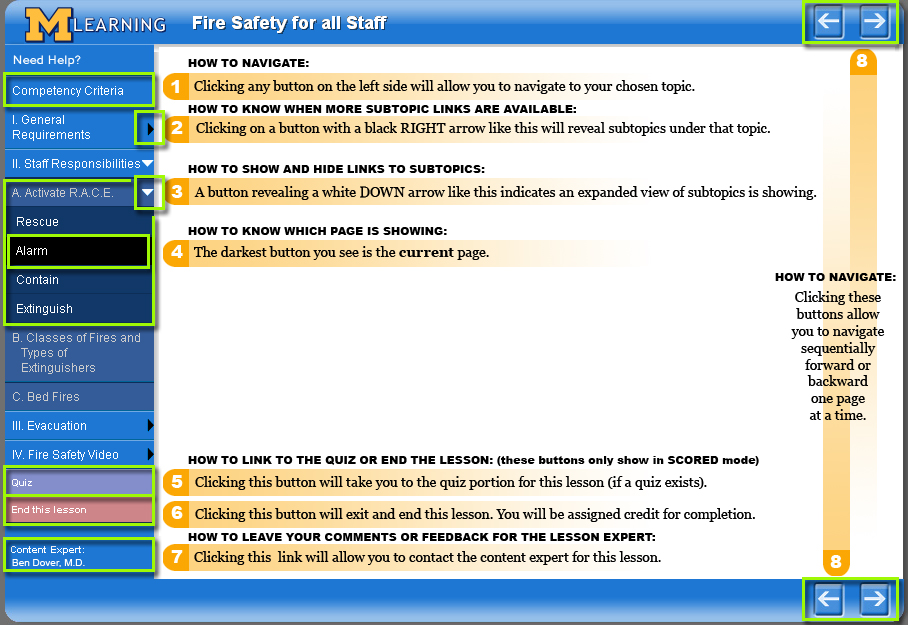 M LEARNING
Fire Safety for all Staff
Need Help?
Competency Criteria
I. General
Requirements
II. Staff Responsibilities
A. Activate R.A.C.E.
Rescue
Alarm
Contain
Extinguish
B. Classes of Fires and
Types of
Extinguishers
C. Bed Fires
III. Evacuation
IV. Fire Safety Video
Quiz
End this lesson
Content Expert:
Ben Dover, M.D.
HOW TO NAVIGATE:
1 Clicking any button on the left side will allow you to navigate to your chosen topic.
HOW TO KNOW WHEN MORE SUBTOPIC LINKS ARE AVAILABLE:
2 Clicking on a button with a black RIGHT arrow like this will reveal subtopics under that topic.
HOW TO SHOW AND HIDE LINKS TO SUBTOPICS:
3 A button revealing a white DOWN arrow like this indicates an expanded view of subtopics is showing.
HOW TO KNOW WHICH PAGE IS SHOWING:
4 The darkest button you see is the current page.
HOW TO LINK TO THE QUIZ OR END THE LESSON: (these buttons only show in SCORED mode)
5 Clicking this button will take you to the quiz portion for this lesson (if a quiz exists).
6 Clicking this button will exit and end this lesson. You will be assigned credit for completion.
HOW TO LEAVE YOUR COMMENTS OR FEEDBACK FOR THE LESSON EXPERT:
7 Clicking this link will allow you to contact the content expert for this lesson.
8
HOW TO NAVIGATE:
Clicking these
buttons allow
you to navigate
sequentially
forward or
backward
one page
at a time.
8